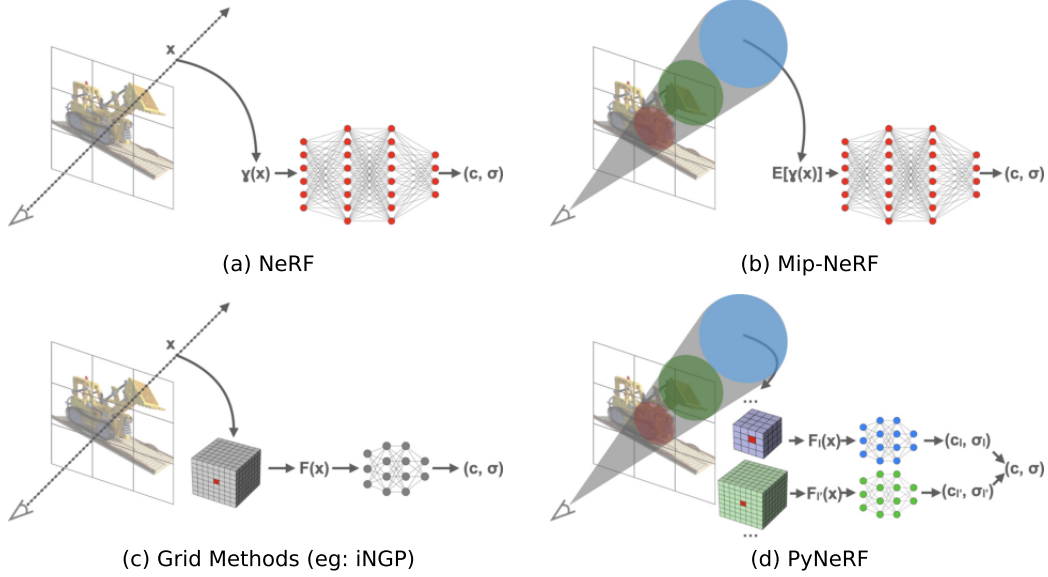 x
γ(x)
(c, σ)
(a) NeRF
E[γ(x)]
(c, σ)
(b) Mip-NeRF
x
F(x)
(c, σ)
(c) Grid Methods (eg: iNGP)
...
Fₗ(x)
(cₗ, σₗ)
(c, σ)
Fₗ'(x)
(cₗ', σₗ')
...
(d) PyNeRF